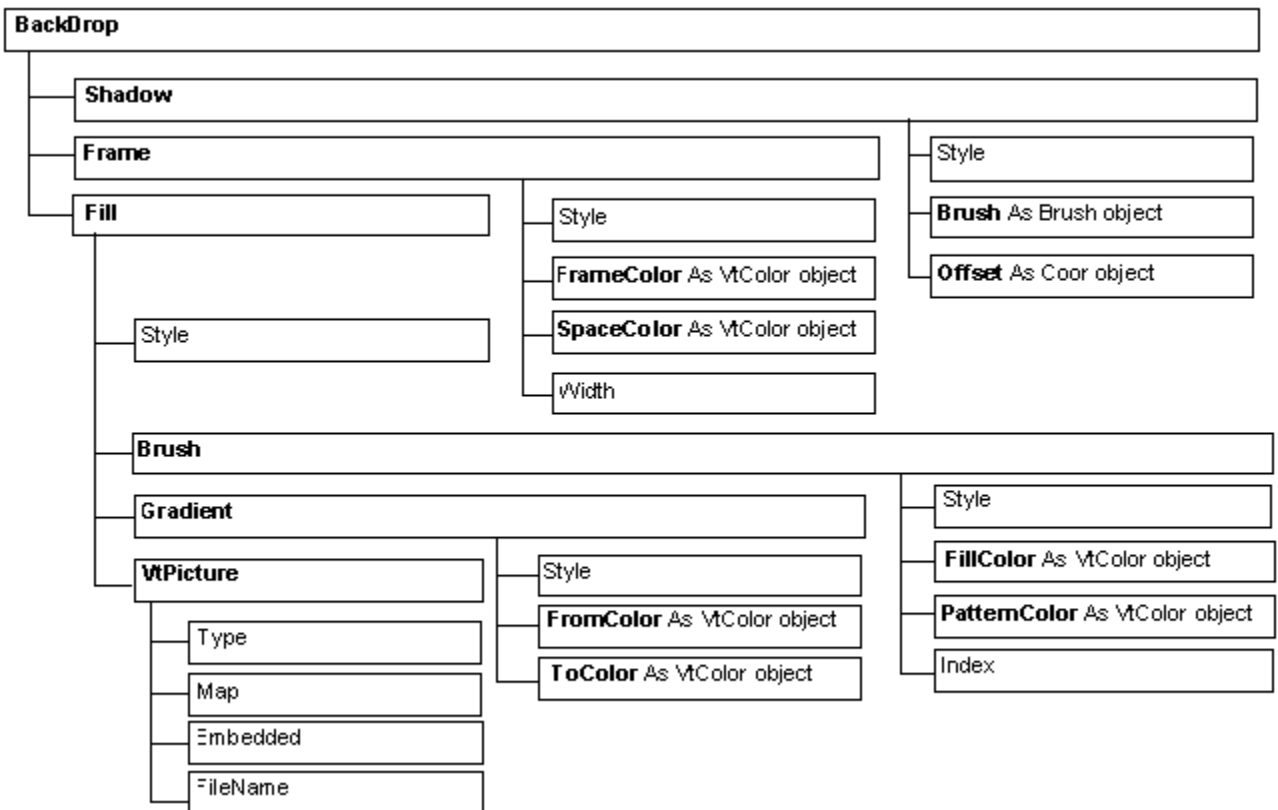 BackDrop
Shadow
Frame
Style
Fill
Style
Brush As Brush object
FrameColor As VtColor object
Offset As Coor object
Style
SpaceColor As VtColor object
Width
Brush
Style
Gradient
FillColor As VtColor object
VtPicture
Style
PatternColor As VtColor object
FromColor As VtColor object
Type
Index
ToColor As VtColor object
Map
Embedded
FileName